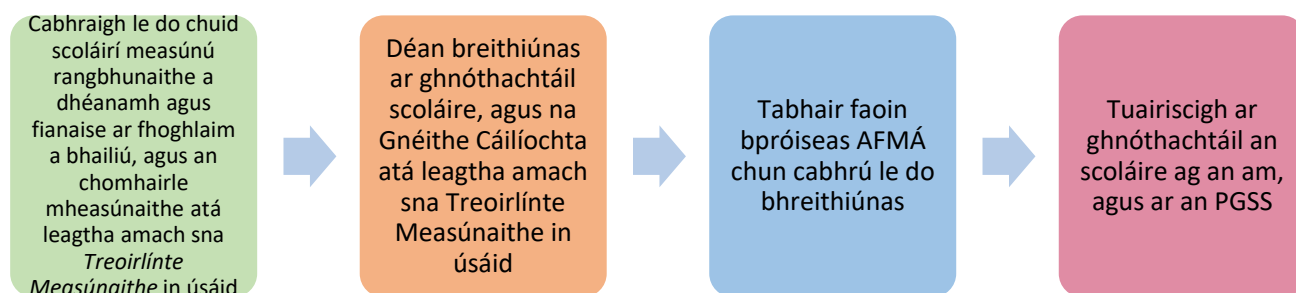 Cabhraigh le do chuid
scoláirí measúnú
rangbhunaithe a
dhéanamh agus
fianaise ar fhoghlaim
a bhailiú, agus an
chomhairle
mheasúnaithe atá
leagtha amach sna
Treoirlínte
Measúnaithe in úsáid
Déan breithiúnas
ar ghnóthachtáil
scoláire, agus na
Gnéithe Cáilíochta
atá leagtha amach
sna Treoirlínte
Measúnaithe in
úsáid
Tabhair faoin
bpróiseas AFMÁ
chun cabhrú le do
bhreithiúnas
Tuairiscigh ar
ghnóthachtáil an
scoláire ag an am,
agus ar an PGSS